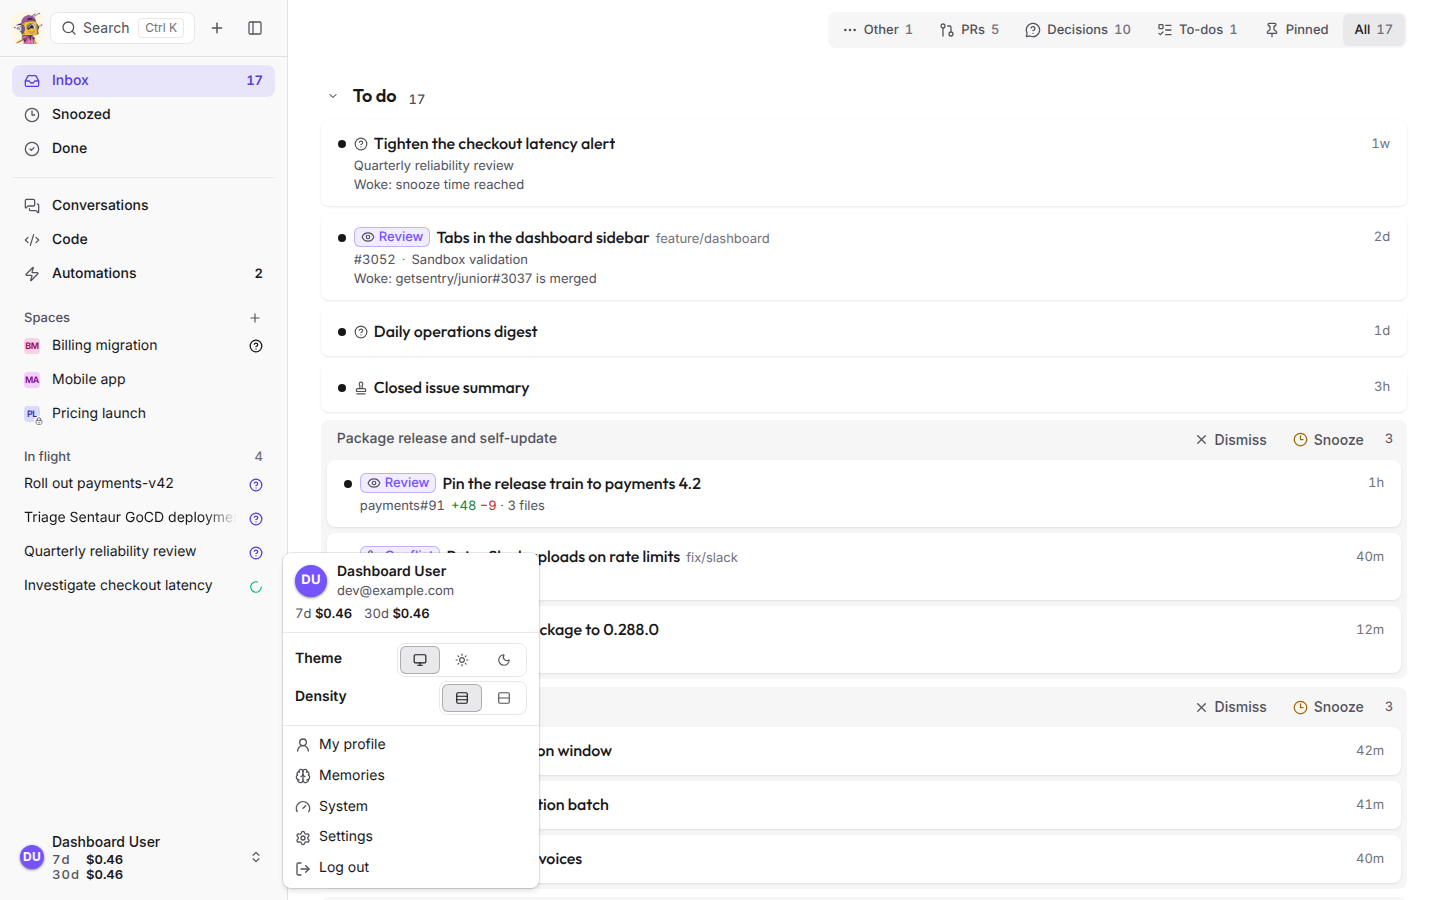 Search Ctrl K
Inbox 17
Snoozed
Done
Conversations
Code
Automations 2
Spaces
BM Billing migration
MA Mobile app
PL Pricing launch
In flight 4
Roll out payments-v42
Triage Sentaur GoCD deployme
Quarterly reliability review
Investigate checkout latency
DU Dashboard User
7d $0.46
30d $0.46
Other 1 PRs 5 Decisions 10 To-dos 1 Pinned All 17
To do 17
Tighten the checkout latency alert 1w
Quarterly reliability review
Woke: snooze time reached
Review Tabs in the dashboard sidebar feature/dashboard 2d
#3052 · Sandbox validation
Woke: getsentry/junior#3037 is merged
Daily operations digest 1d
Closed issue summary 3h
Package release and self-update Dismiss Snooze 3
Review Pin the release train to payments 4.2 1h
payments#91 +48 −9 · 3 files
uploads on rate limits fix/slack 40m
ckage to 0.288.0 12m
Dismiss Snooze 3
on window 42m
tion batch 41m
voices 40m
DU Dashboard User
dev@example.com
7d $0.46 30d $0.46
Theme
Density
My profile
Memories
System
Settings
Log out